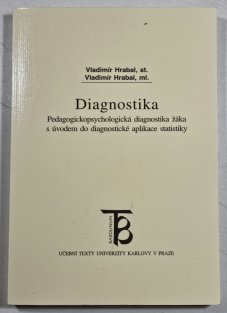 Vladimír Hrabal, st.
Vladimír Hrabal, ml.
Diagnostika
Pedagogickopsychologická diagnostika žáka
s úvodem do diagnostické aplikace statistiky
KAROLINUM
UČEBNÍ TEXTY UNIVERZITY KARLOVY V PRAZE